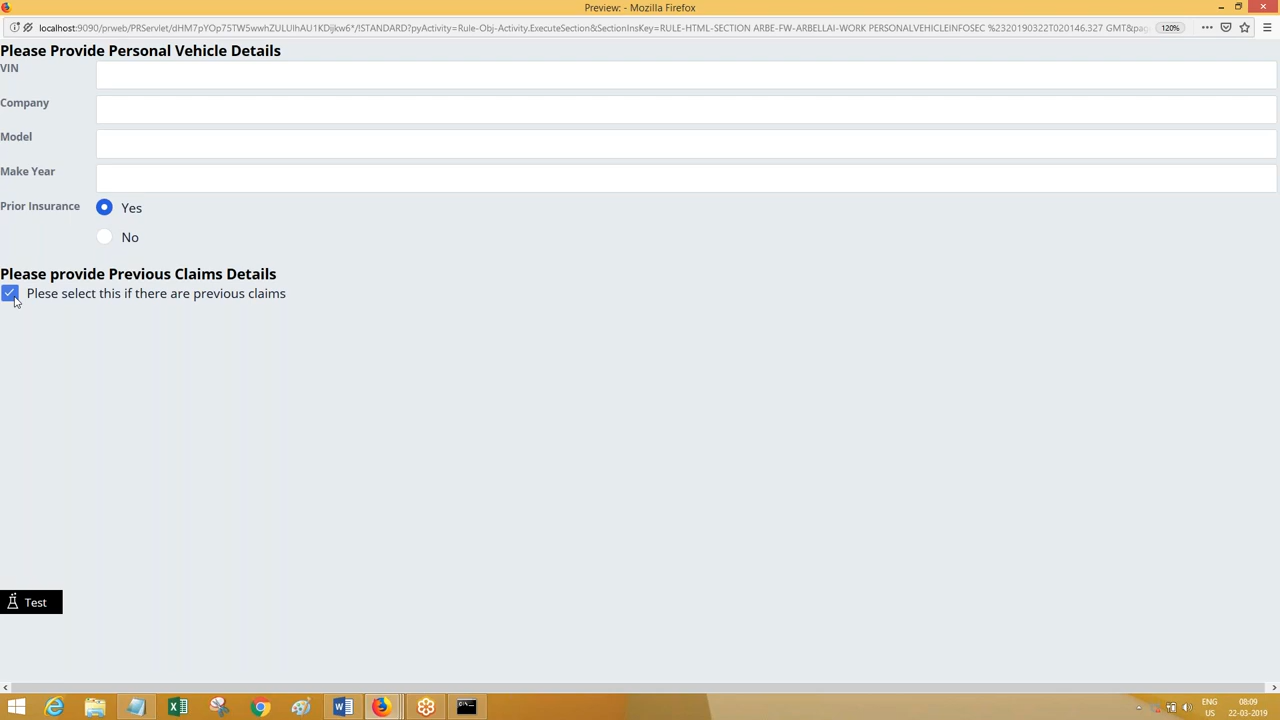 Preview: - Mozilla Firefox
localhost:9090/prweb/PRServlet/dHM7pYOp75TW5wwhZULUlhAU1KDijkw6*/!STANDARD?pyActivity=Rule-Obj-Activity.ExecuteSection&SectionInsKey=RULE-HTML-SECTION ARBE-FW-ARBELLAI-WORK PERSONALVEHICLEINFOSEC %2320190322T020146.327 GMT&pag
120%
Please Provide Personal Vehicle Details
VIN
Company
Model
Make Year
Prior Insurance
Yes
No
Please provide Previous Claims Details
Plese select this if there are previous claims
Test
ENG
08:09
US
22-03-2019